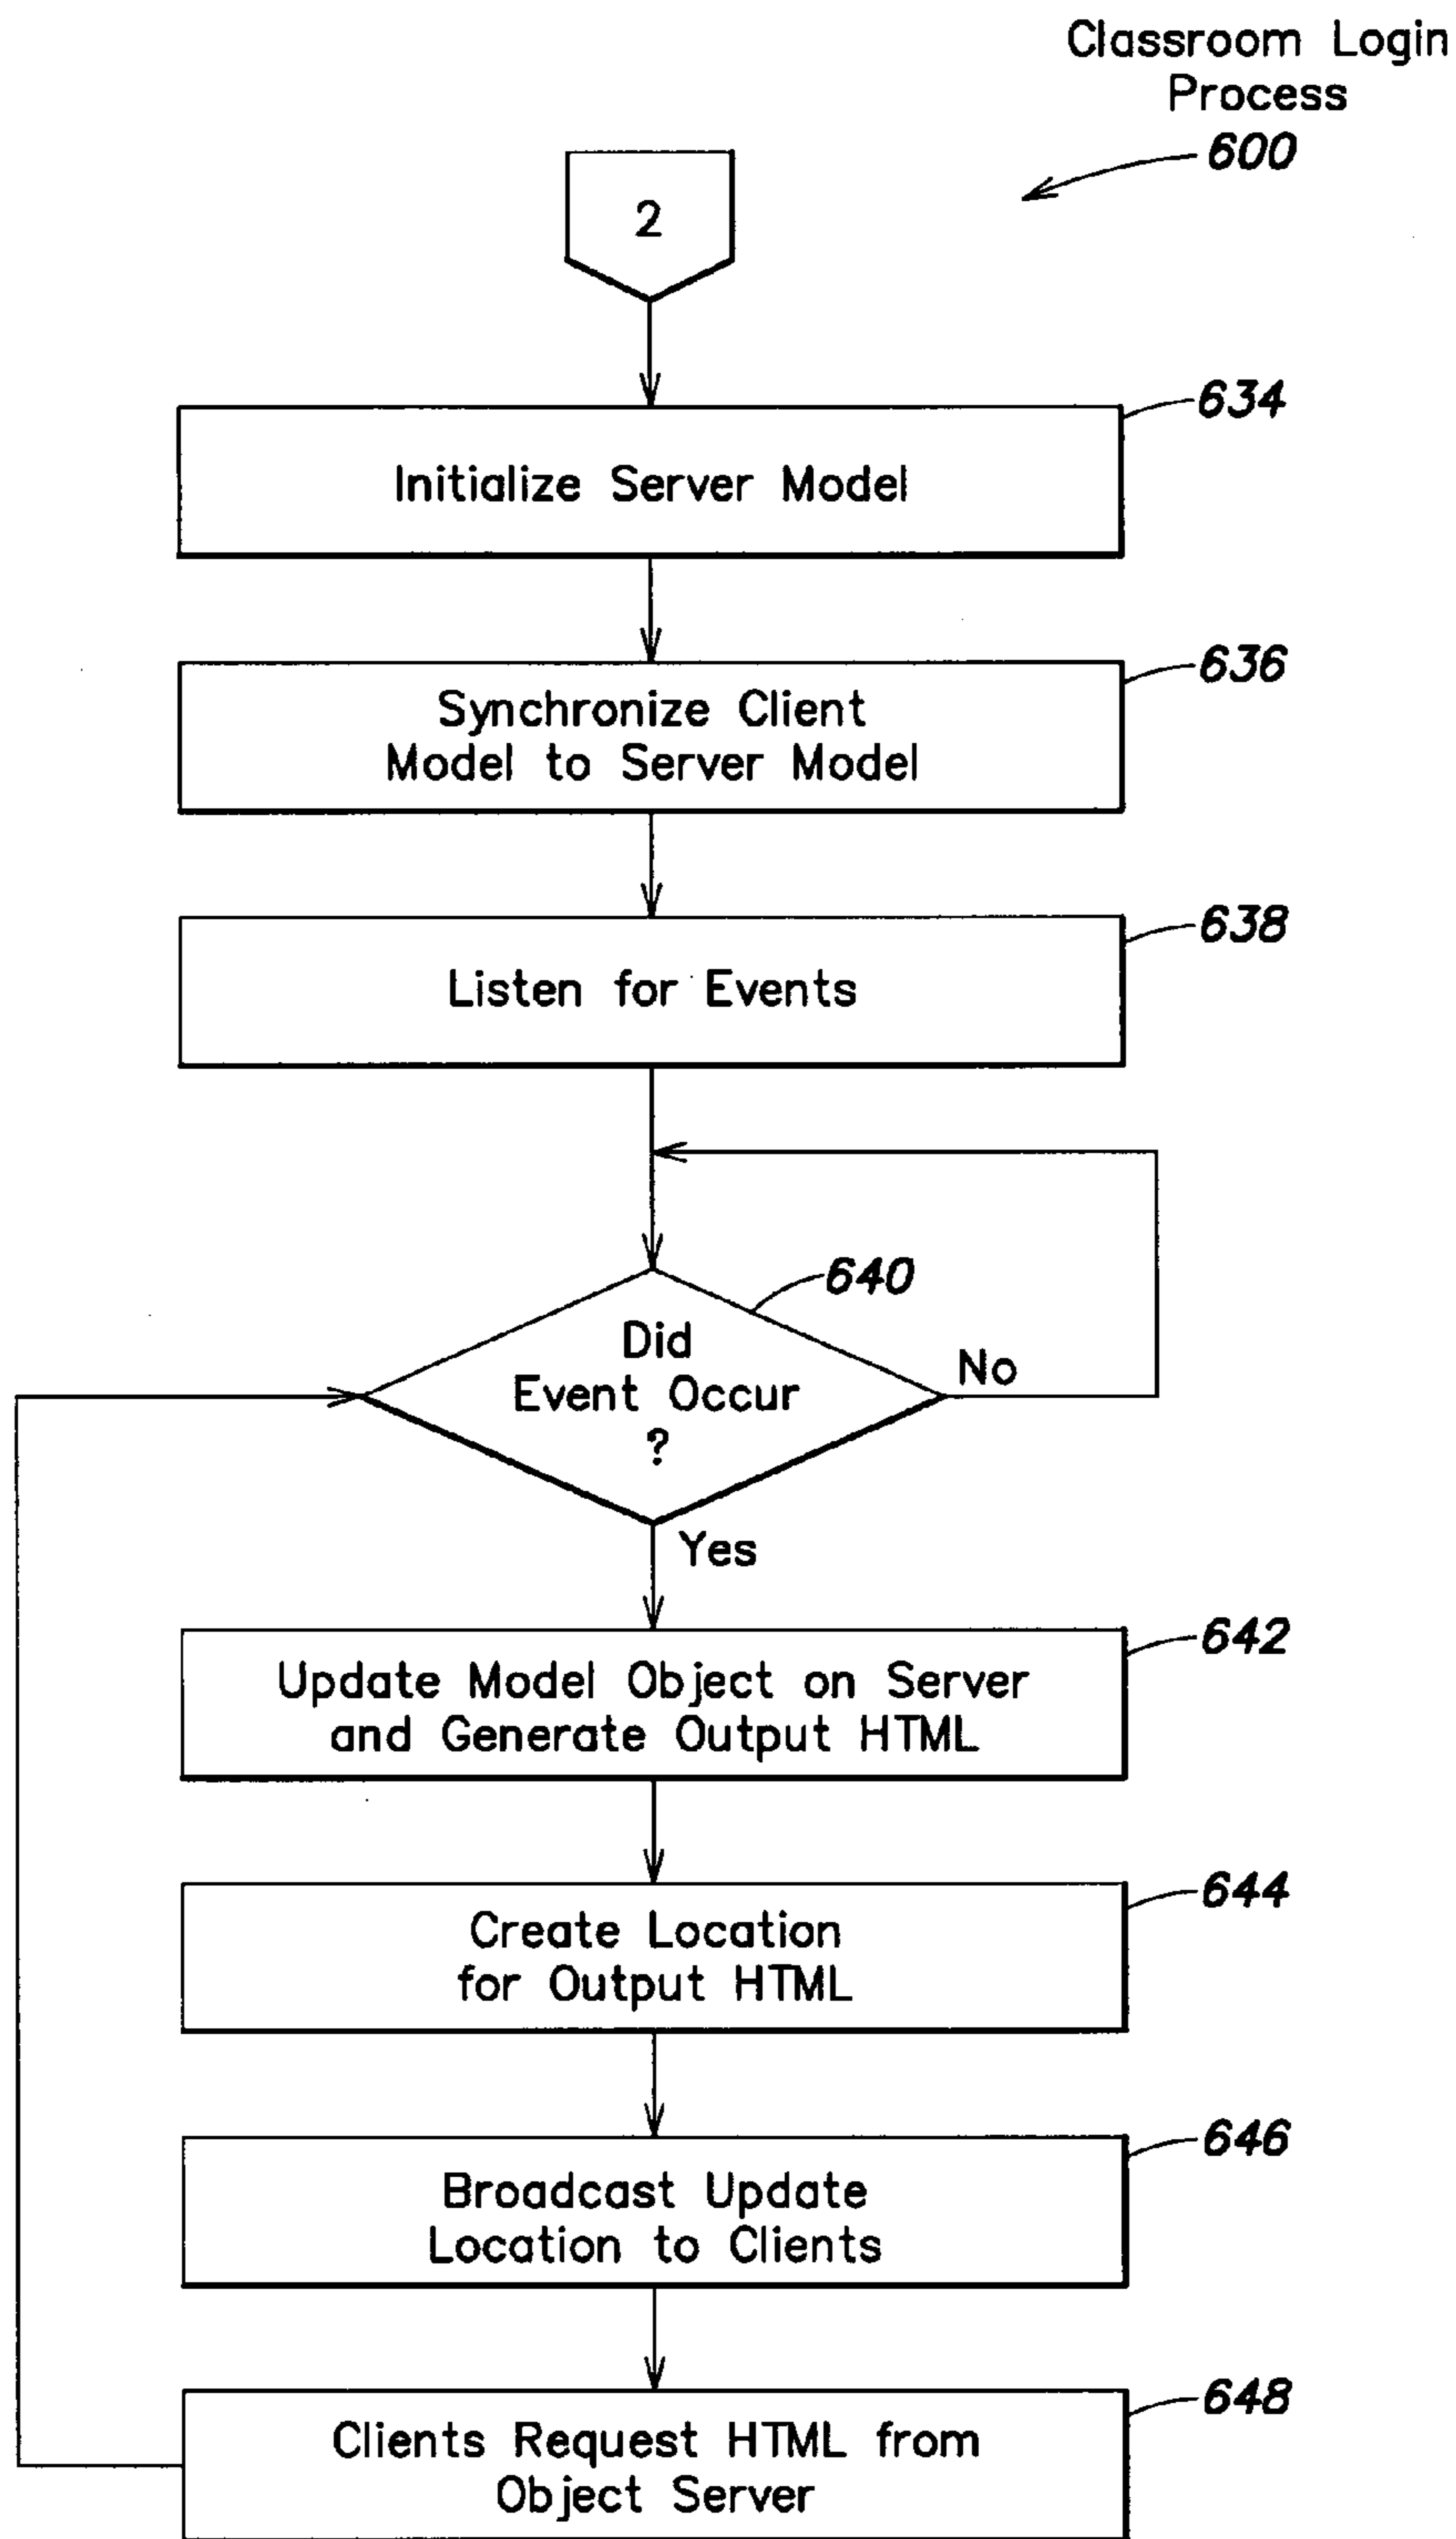 Classroom Login
Process
600
2
634
Initialize Server Model
636
Synchronize Client
Model to Server Model
638
Listen for Events
640
Did
Event Occur
?
No
Yes
642
Update Model Object on Server
and Generate Output HTML
644
Create Location
for Output HTML
646
Broadcast Update
Location to Clients
648
Clients Request HTML from
Object Server